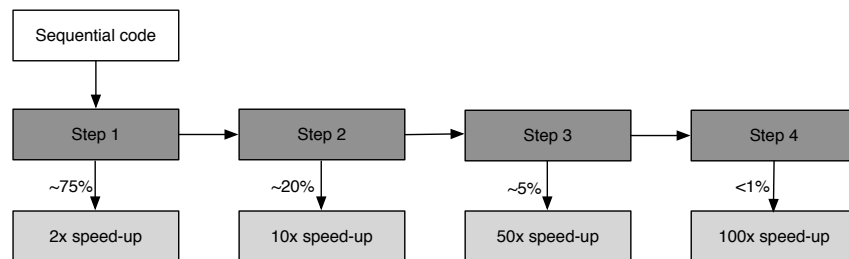 Sequential code
Step 1
Step 2
Step 3
Step 4
~75%
~20%
~5%
<1%
2x speed-up
10x speed-up
50x speed-up
100x speed-up